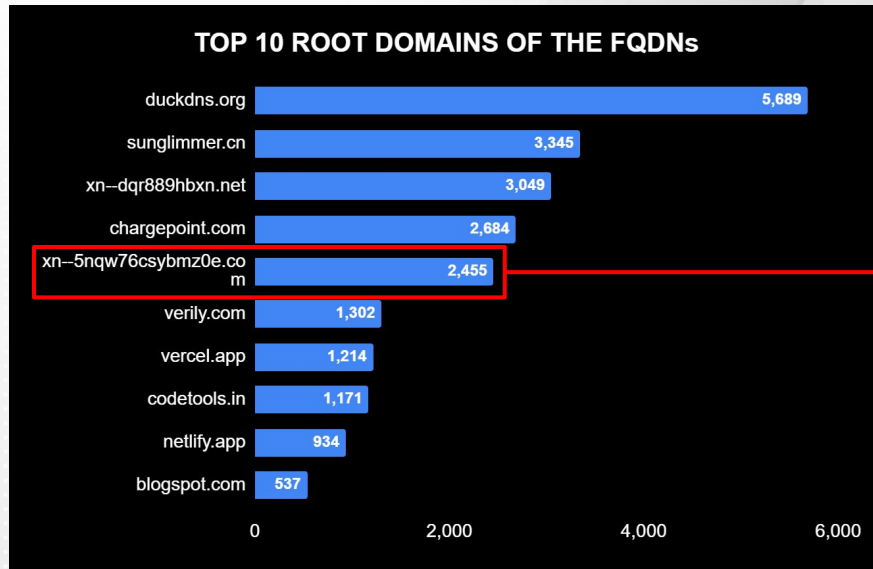 TOP 10 ROOT DOMAINS OF THE FQDNs
duckdns.org 5,689
sunglimmer.cn 3,345
xn--dqr889hbxn.net 3,049
chargepoint.com 2,684
xn--5nqw76csybmz0e.co
m 2,455
verily.com 1,302
vercel.app 1,214
codetools.in 1,171
netlify.app 934
blogspot.com 537
0 2,000 4,000 6,000